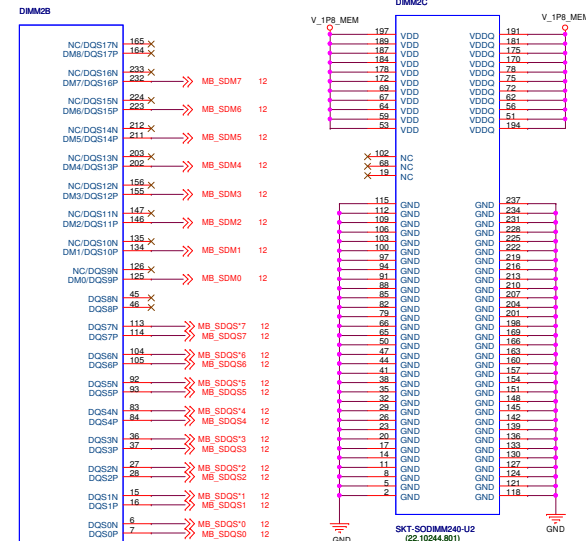 DIMM2B
NC/DQS17N 165
DM8/DQS17P 164
NC/DQS16N 233
DM7/DQS16P 232 MB_SDM7 12
NC/DQS15N 224
DM6/DQS15P 223 MB_SDM6 12
NC/DQS14N 212
DM5/DQS14P 211 MB_SDM5 12
NC/DQS13N 203
DM4/DQS13P 202 MB_SDM4 12
NC/DQS12N 156
DM3/DQS12P 155 MB_SDM3 12
NC/DQS11N 147
DM2/DQS11P 146 MB_SDM2 12
NC/DQS10N 135
DM1/DQS10P 134 MB_SDM1 12
NC/DQS9N 126
DM0/DQS9P 125 MB_SDM0 12
DQS8N 45
DQS8P 46
DQS7N 113 MB_SDQS*7 12
DQS7P 114 MB_SDQS7 12
DQS6N 104 MB_SDQS*6 12
DQS6P 105 MB_SDQS6 12
DQS5N 92 MB_SDQS*5 12
DQS5P 93 MB_SDQS5 12
DQS4N 83 MB_SDQS*4 12
DQS4P 84 MB_SDQS4 12
DQS3N 36 MB_SDQS*3 12
DQS3P 37 MB_SDQS3 12
DQS2N 27 MB_SDQS*2 12
DQS2P 28 MB_SDQS2 12
DQS1N 15 MB_SDQS*1 12
DQS1P 16 MB_SDQS1 12
DQS0N 6 MB_SDQS*0 12
DQS0P 7 MB_SDQS0 12
DIMM2C
V_1P8_MEM V_1P8_MEM
197 VDD VDDQ 191
189 VDD VDDQ 181
187 VDD VDDQ 175
184 VDD VDDQ 170
178 VDD VDDQ 78
172 VDD VDDQ 75
69 VDD VDDQ 72
67 VDD VDDQ 62
64 VDD VDDQ 56
59 VDD VDDQ 51
53 VDD VDDQ 194
102 NC
68 NC
19 NC
115 GND GND 237
112 GND GND 234
109 GND GND 231
106 GND GND 228
103 GND GND 225
100 GND GND 222
97 GND GND 219
94 GND GND 216
91 GND GND 213
88 GND GND 210
85 GND GND 207
82 GND GND 204
79 GND GND 201
66 GND GND 198
65 GND GND 169
50 GND GND 166
47 GND GND 163
44 GND GND 160
41 GND GND 157
38 GND GND 154
35 GND GND 151
32 GND GND 148
29 GND GND 145
26 GND GND 142
23 GND GND 139
20 GND GND 136
17 GND GND 133
14 GND GND 130
11 GND GND 127
8 GND GND 124
5 GND GND 121
2 GND GND 118
GND GND
SKT-SODIMM240-U2
(22.10244.801)